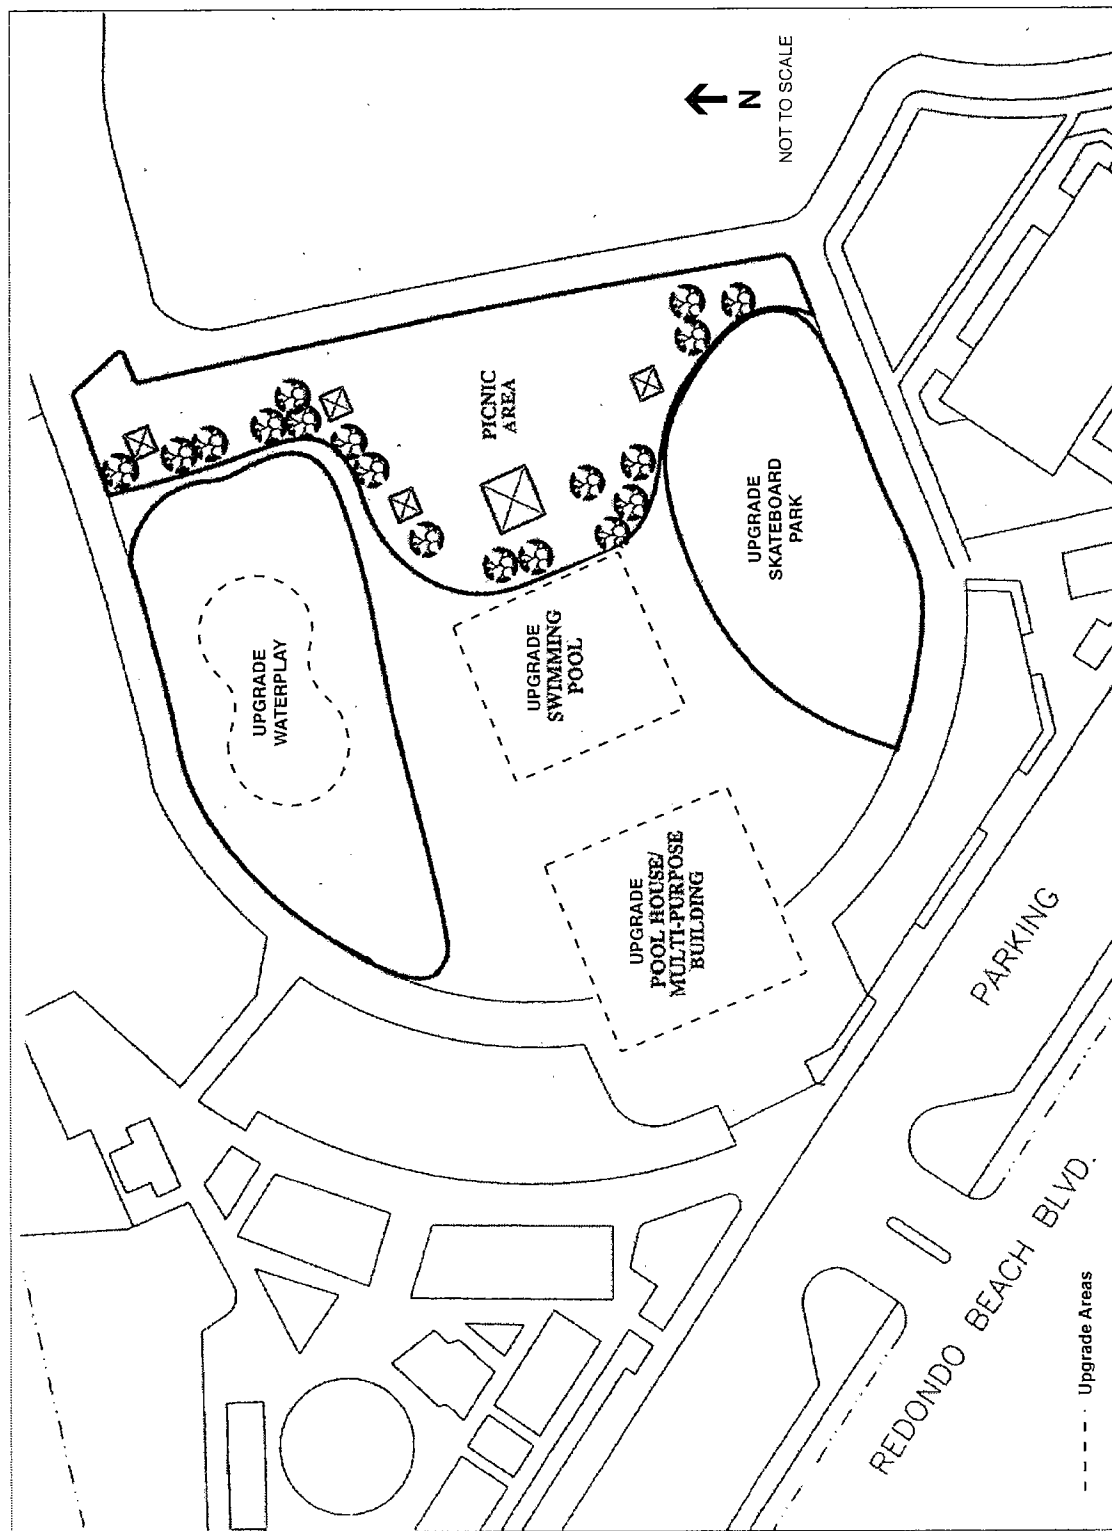 N
NOT TO SCALE
PICNIC
AREA
UPGRADE
WATERPLAY
UPGRADE
SWIMMING
POOL
UPGRADE
SKATEBOARD
PARK
UPGRADE
POOL HOUSE/
MULTI-PURPOSE
BUILDING
PARKING
REDONDO BEACH BLVD.
Upgrade Areas